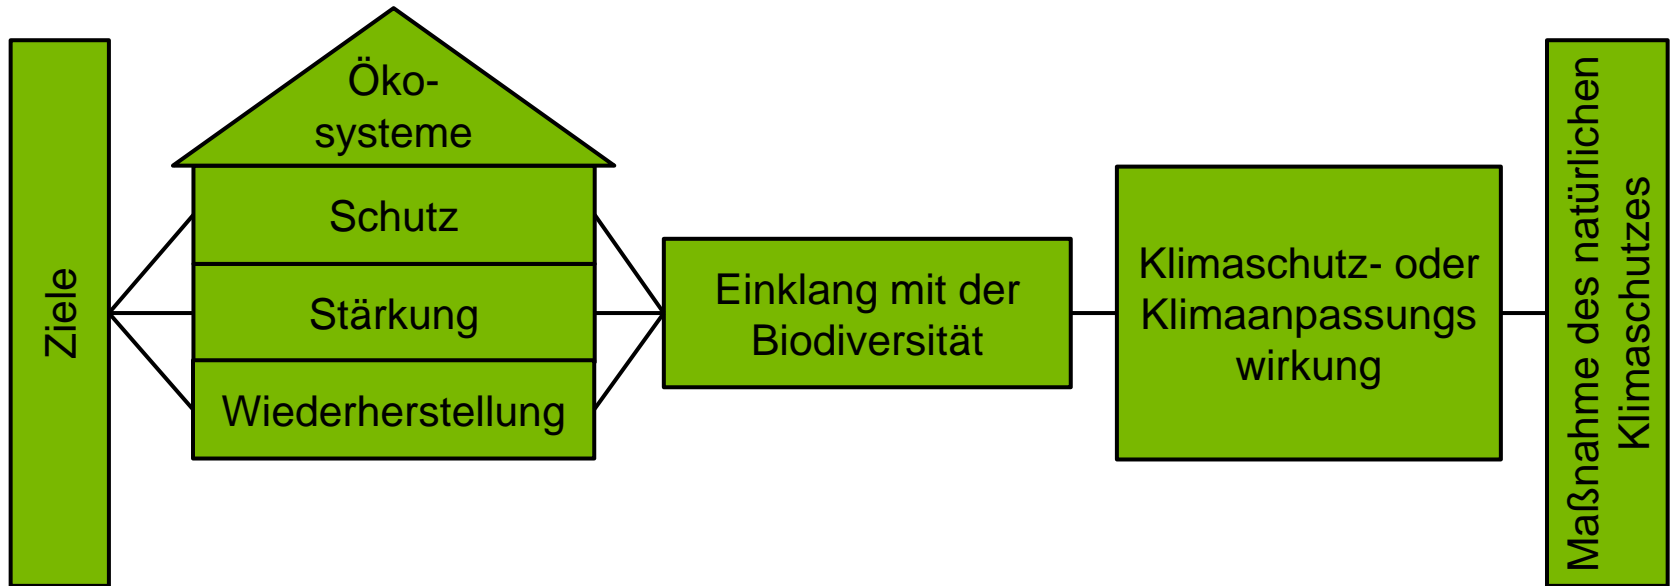 Ziele
Öko-
systeme
Schutz
Stärkung
Wiederherstellung
Einklang mit der
Biodiversität
Klimaschutz- oder
Klimaanpassungs
wirkung
Maßnahme des natürlichen
Klimaschutzes